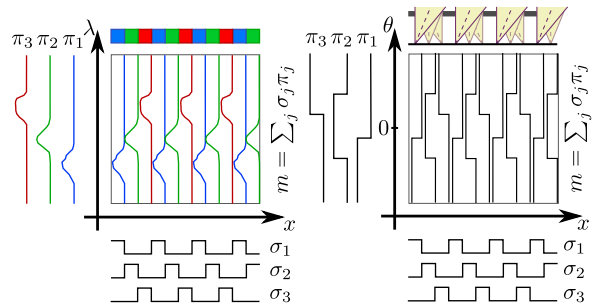 π₃ π₂ π₁ λ
m = ∑ⱼ σⱼπⱼ
x
σ₁
σ₂
σ₃
π₃ π₂ π₁ θ
0
m = ∑ⱼ σⱼπⱼ
x
σ₁
σ₂
σ₃